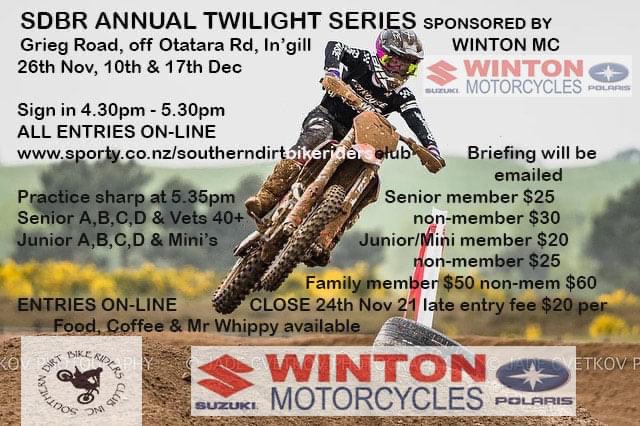 SDBR ANNUAL TWILIGHT SERIES SPONSORED BY
Grieg Road, off Otatara Rd, In'gill WINTON MC
26th Nov, 10th & 17th Dec
WINTON
MOTORCYCLES
SUZUKI
POLARIS
Sign in 4.30pm - 5.30pm
ALL ENTRIES ON-LINE
www.sporty.co.nz/southerndirtbikeridersclub Briefing will be
emailed
Practice sharp at 5.35pm Senior member $25
Senior A,B,C,D & Vets 40+ non-member $30
Junior A,B,C,D & Mini's Junior/Mini member $20
non-member $25
Family member $50 non-mem $60
ENTRIES ON-LINE CLOSE 24th Nov 21 late entry fee $20 per
Food, Coffee & Mr Whippy available
SOUTHERN DIRT BIKE RIDERS CLUB INC.
WINTON
MOTORCYCLES
SUZUKI
POLARIS